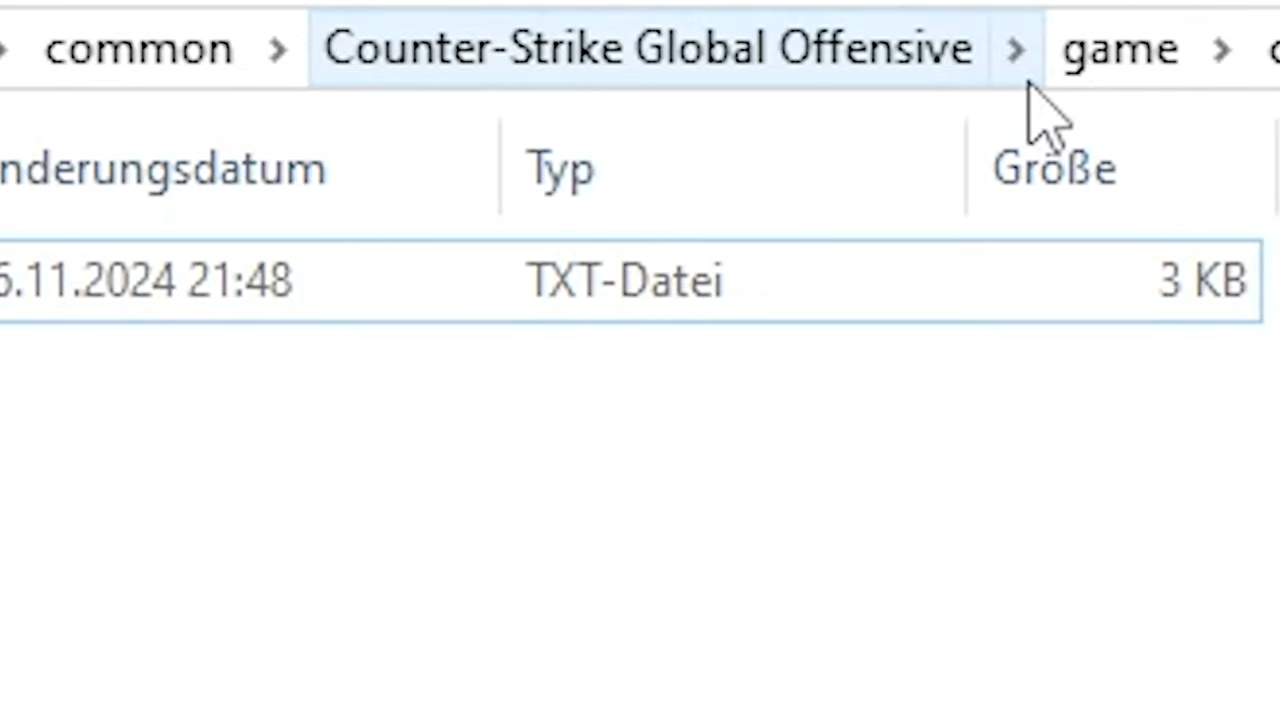 common > Counter-Strike Global Offensive > game >
nderungsdatum Typ Größe
6.11.2024 21:48 TXT-Datei 3 KB